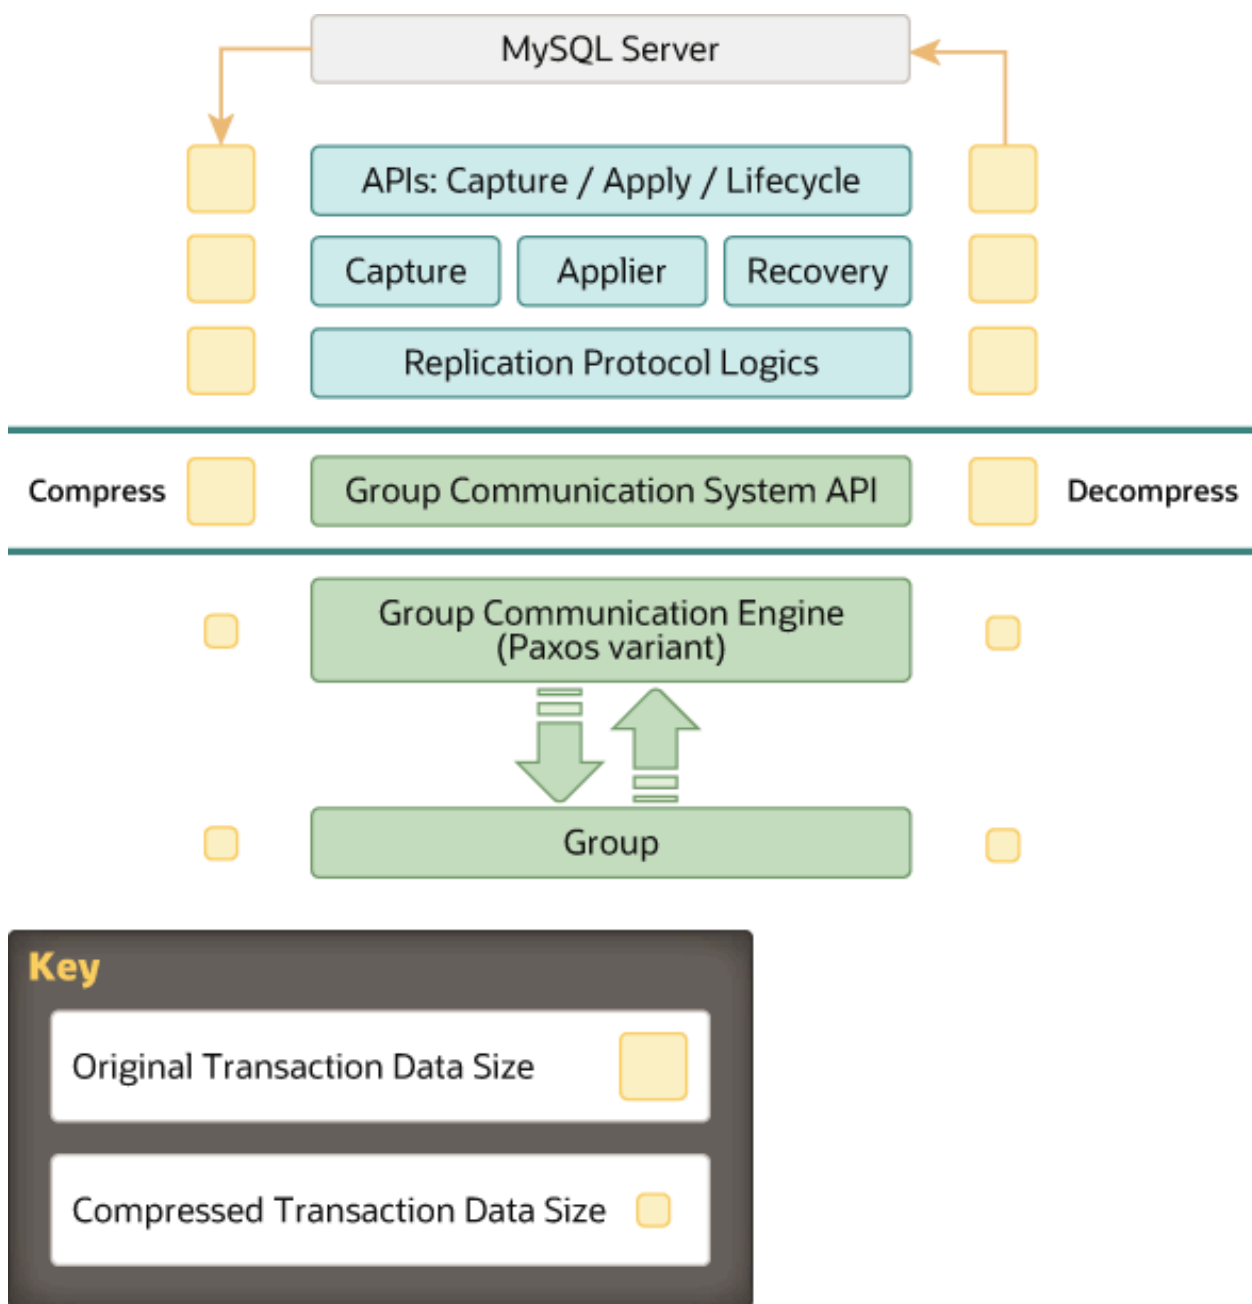 MySQL Server
APIs: Capture / Apply / Lifecycle
Capture
Applier
Recovery
Replication Protocol Logics
Compress
Group Communication System API
Decompress
Group Communication Engine
(Paxos variant)
Group
Key
Original Transaction Data Size
Compressed Transaction Data Size